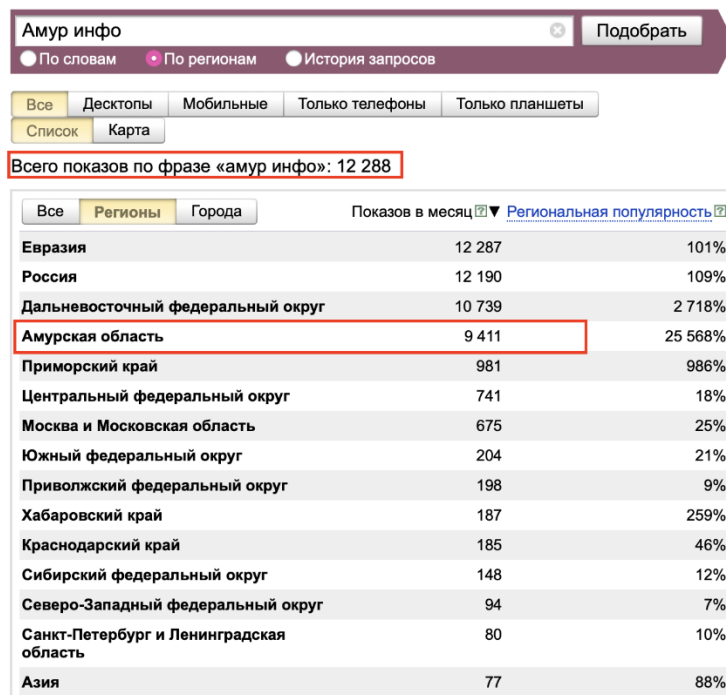 Амур инфо
Подобрать
По словам По регионам История запросов
Все Десктопы Мобильные Только телефоны Только планшеты
Список Карта
Всего показов по фразе «амур инфо»: 12 288
Все Регионы Города Показов в месяц ? ▼ Региональная популярность ?
Евразия 12 287 101%
Россия 12 190 109%
Дальневосточный федеральный округ 10 739 2 718%
Амурская область 9 411 25 568%
Приморский край 981 986%
Центральный федеральный округ 741 18%
Москва и Московская область 675 25%
Южный федеральный округ 204 21%
Приволжский федеральный округ 198 9%
Хабаровский край 187 259%
Краснодарский край 185 46%
Сибирский федеральный округ 148 12%
Северо-Западный федеральный округ 94 7%
Санкт-Петербург и Ленинградская 80 10%
область
Азия 77 88%